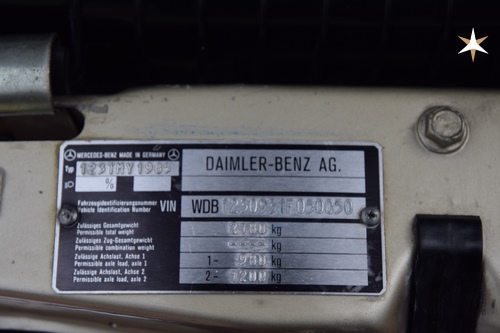 MERCEDES-BENZ MADE IN GERMANY
DAIMLER-BENZ AG.
Typ
%
Fahrzeugidentifizierungsnummer
Vehicle Identification Number
VIN WDB
Zulässiges Gesamtgewicht
Permissible total weight
kg
Zulässiges Zug-Gesamtgewicht
Permissible combination weight
---- kg
Zulässige Achslast, Achse 1
Permissible axle load, axle 1
1- kg
Zulässige Achslast, Achse 2
Permissible axle load, axle 2
2- 1200 kg